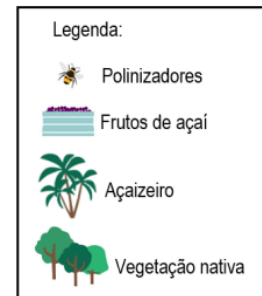 Legenda:
Polinizadores
Frutos de açaí
Açaizeiro
Vegetação nativa